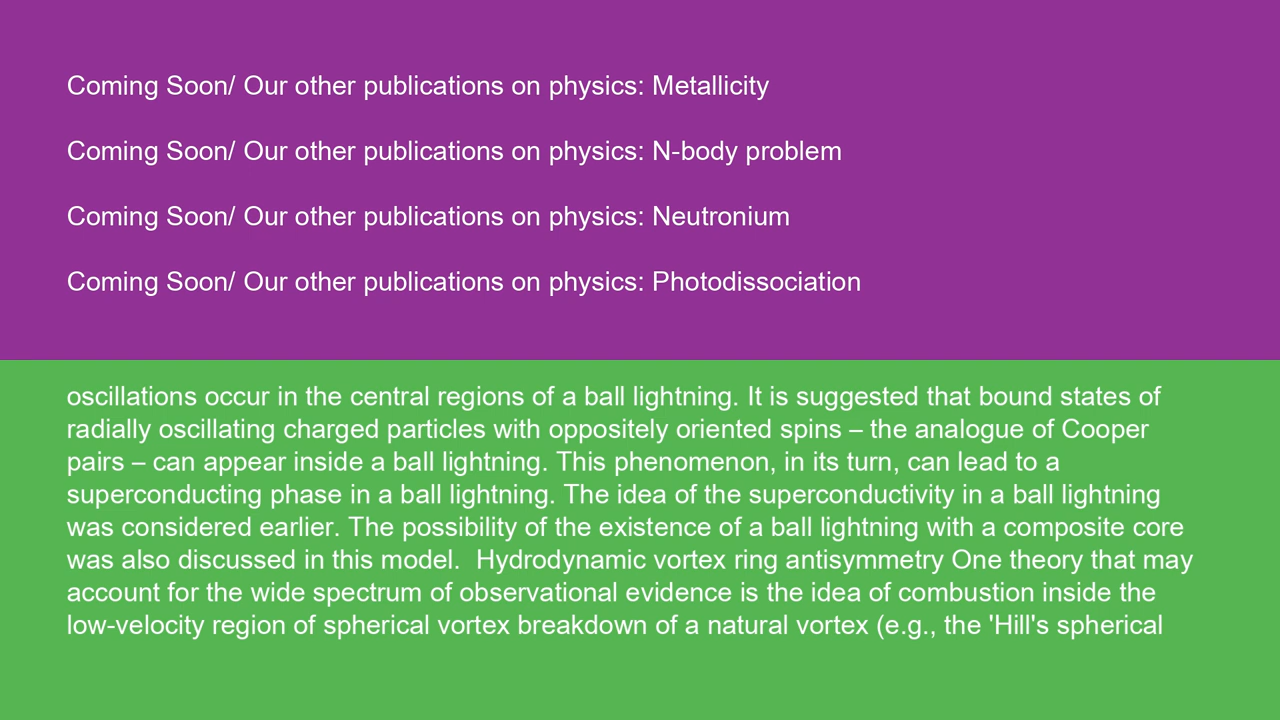 Coming Soon/ Our other publications on physics: Metallicity
Coming Soon/ Our other publications on physics: N-body problem
Coming Soon/ Our other publications on physics: Neutronium
Coming Soon/ Our other publications on physics: Photodissociation
oscillations occur in the central regions of a ball lightning. It is suggested that bound states of
radially oscillating charged particles with oppositely oriented spins – the analogue of Cooper
pairs – can appear inside a ball lightning. This phenomenon, in its turn, can lead to a
superconducting phase in a ball lightning. The idea of the superconductivity in a ball lightning
was considered earlier. The possibility of the existence of a ball lightning with a composite core
was also discussed in this model.  Hydrodynamic vortex ring antisymmetry One theory that may
account for the wide spectrum of observational evidence is the idea of combustion inside the
low-velocity region of spherical vortex breakdown of a natural vortex (e.g., the 'Hill's spherical